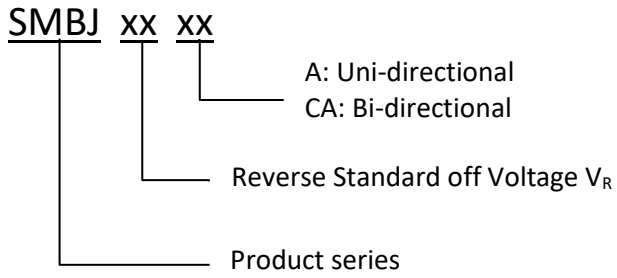 SMBJ xx xx
A: Uni-directional
CA: Bi-directional
Reverse Standard off Voltage VR
Product series